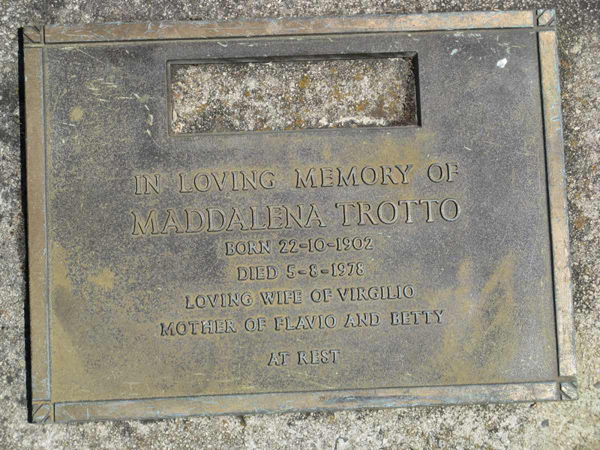 IN LOVING MEMORY OF
MADDALENA TROTTO
BORN 22-10-1902
DIED 5-8-1978
LOVING WIFE OF VIRGILIO
MOTHER OF FLAVIO AND BETTY
AT REST